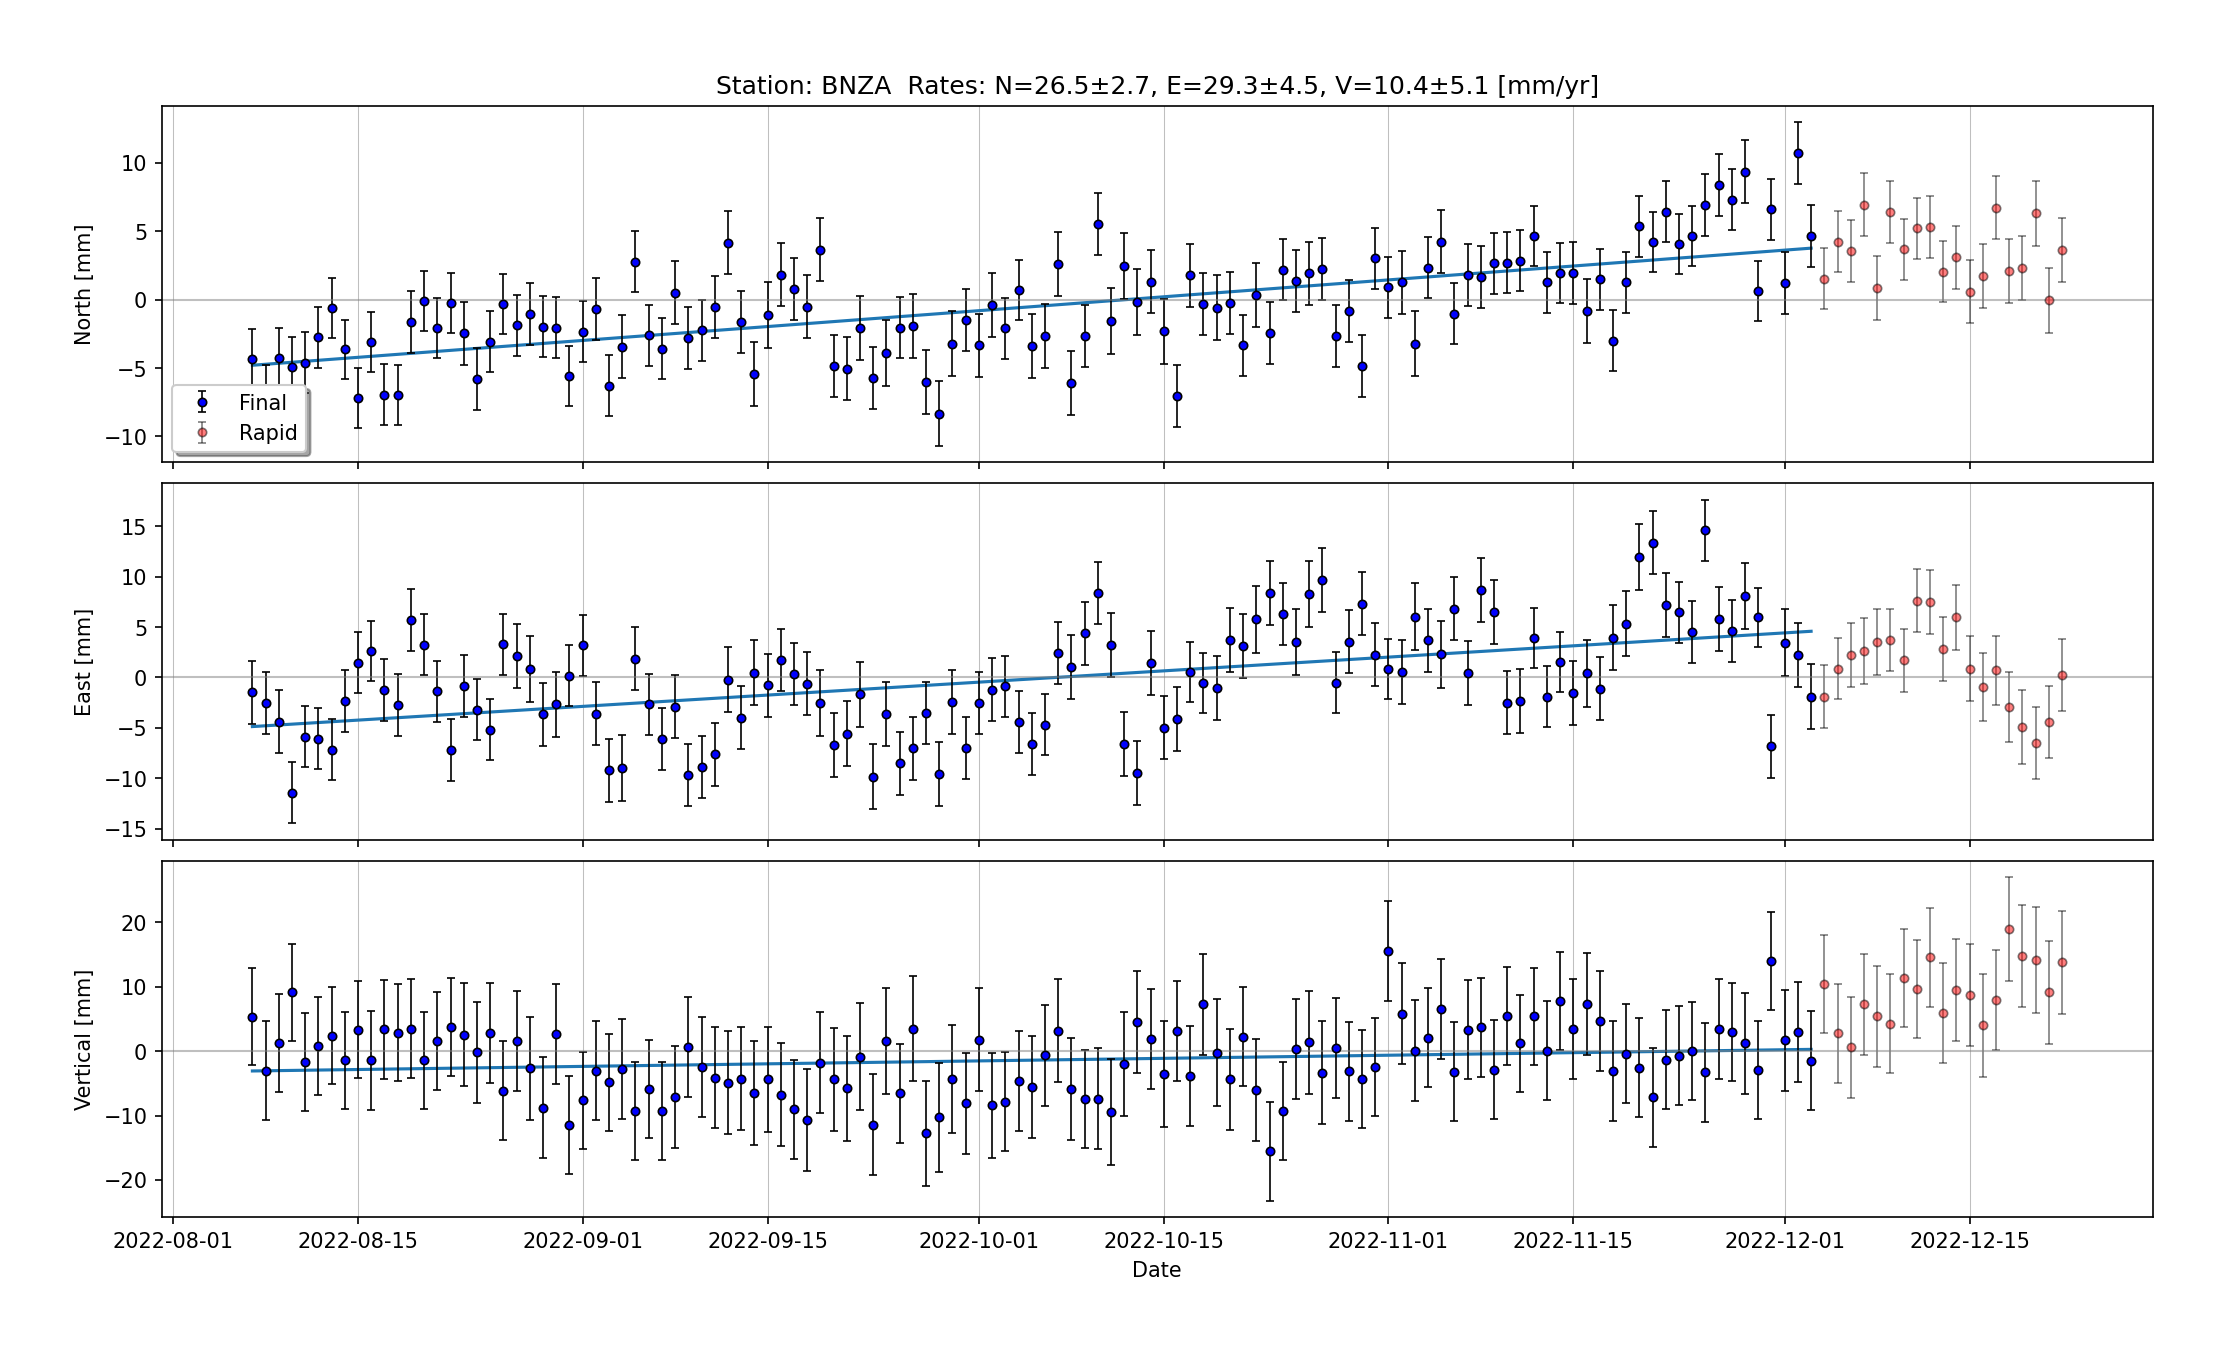 Station: BNZA  Rates: N=26.5±2.7, E=29.3±4.5, V=10.4±5.1 [mm/yr]
North [mm]
10
5
0
−5
−10
Final
Rapid
East [mm]
15
10
5
0
−5
−10
−15
Vertical [mm]
20
10
0
−10
−20
2022-08-01 2022-08-15 2022-09-01 2022-09-15 2022-10-01 2022-10-15 2022-11-01 2022-11-15 2022-12-01 2022-12-15
Date